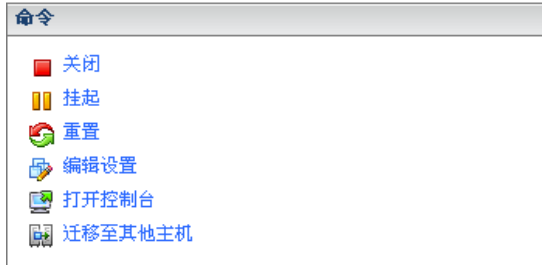 命令
关闭
挂起
重置
编辑设置
打开控制台
迁移至其他主机